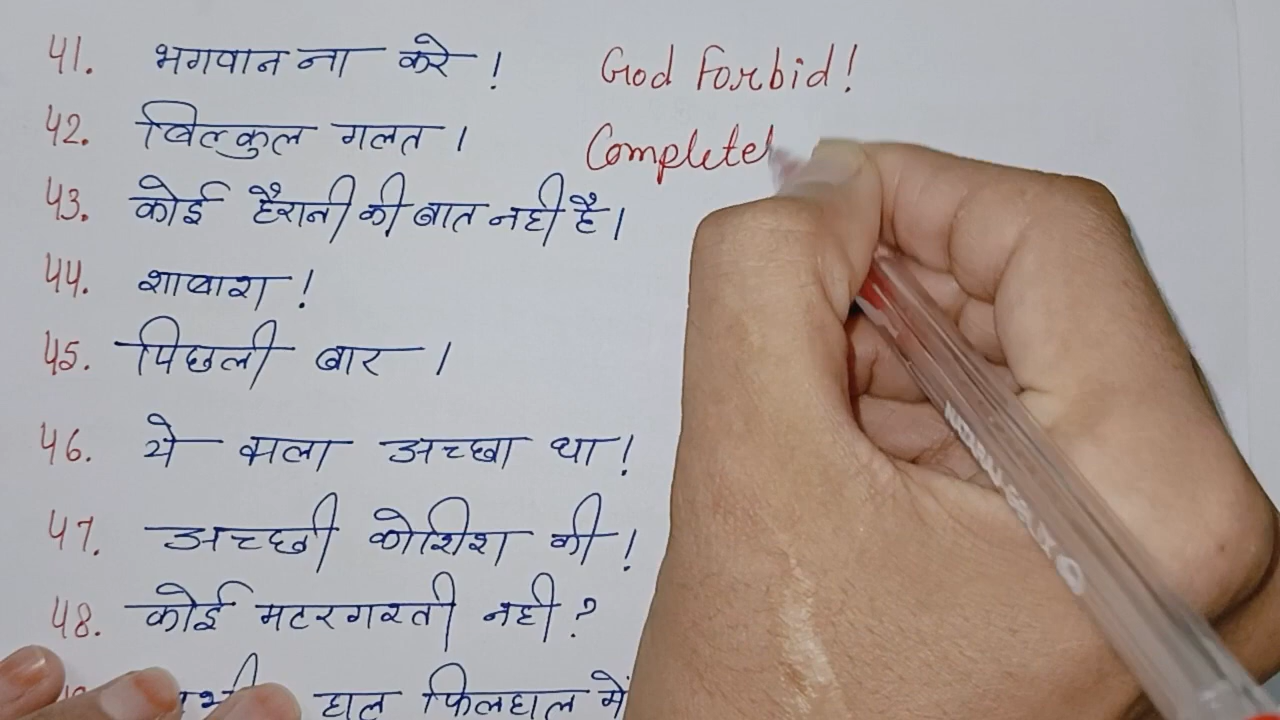 41. भगवान ना करे ! God Forbid!
42. बिल्कुल गलत । Completel
43. कोई हैरानी की बात नही है।
44. शाबाश !
45. पिछली बार ।
46. ये भला अच्छा था !
47. अच्छी कोशिश की !
48. कोई मटरगश्ती नही ?
हाल फिलहाल में